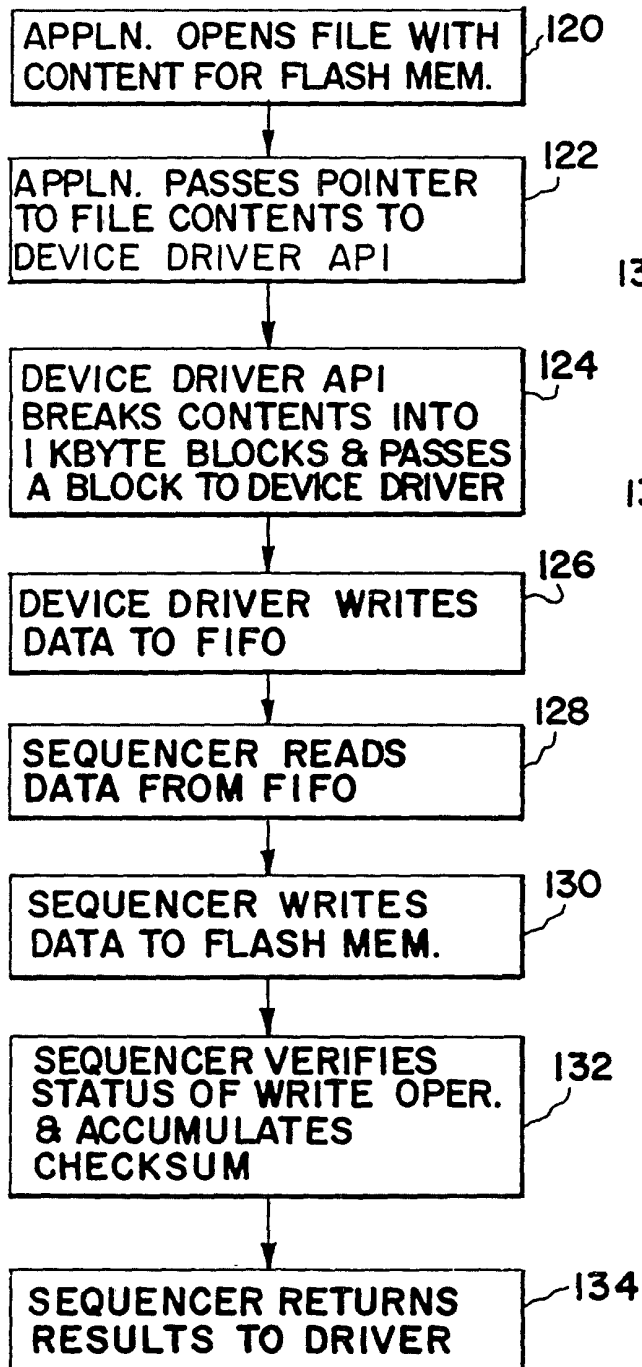 APPLN. OPENS FILE WITH
CONTENT FOR FLASH MEM.
120
APPLN. PASSES POINTER
TO FILE CONTENTS TO
DEVICE DRIVER API
122
DEVICE DRIVER API
BREAKS CONTENTS INTO
1 KBYTE BLOCKS & PASSES
A BLOCK TO DEVICE DRIVER
124
DEVICE DRIVER WRITES
DATA TO FIFO
126
SEQUENCER READS
DATA FROM FIFO
128
SEQUENCER WRITES
DATA TO FLASH MEM.
130
SEQUENCER VERIFIES
STATUS OF WRITE OPER.
& ACCUMULATES
CHECKSUM
132
SEQUENCER RETURNS
RESULTS TO DRIVER
134